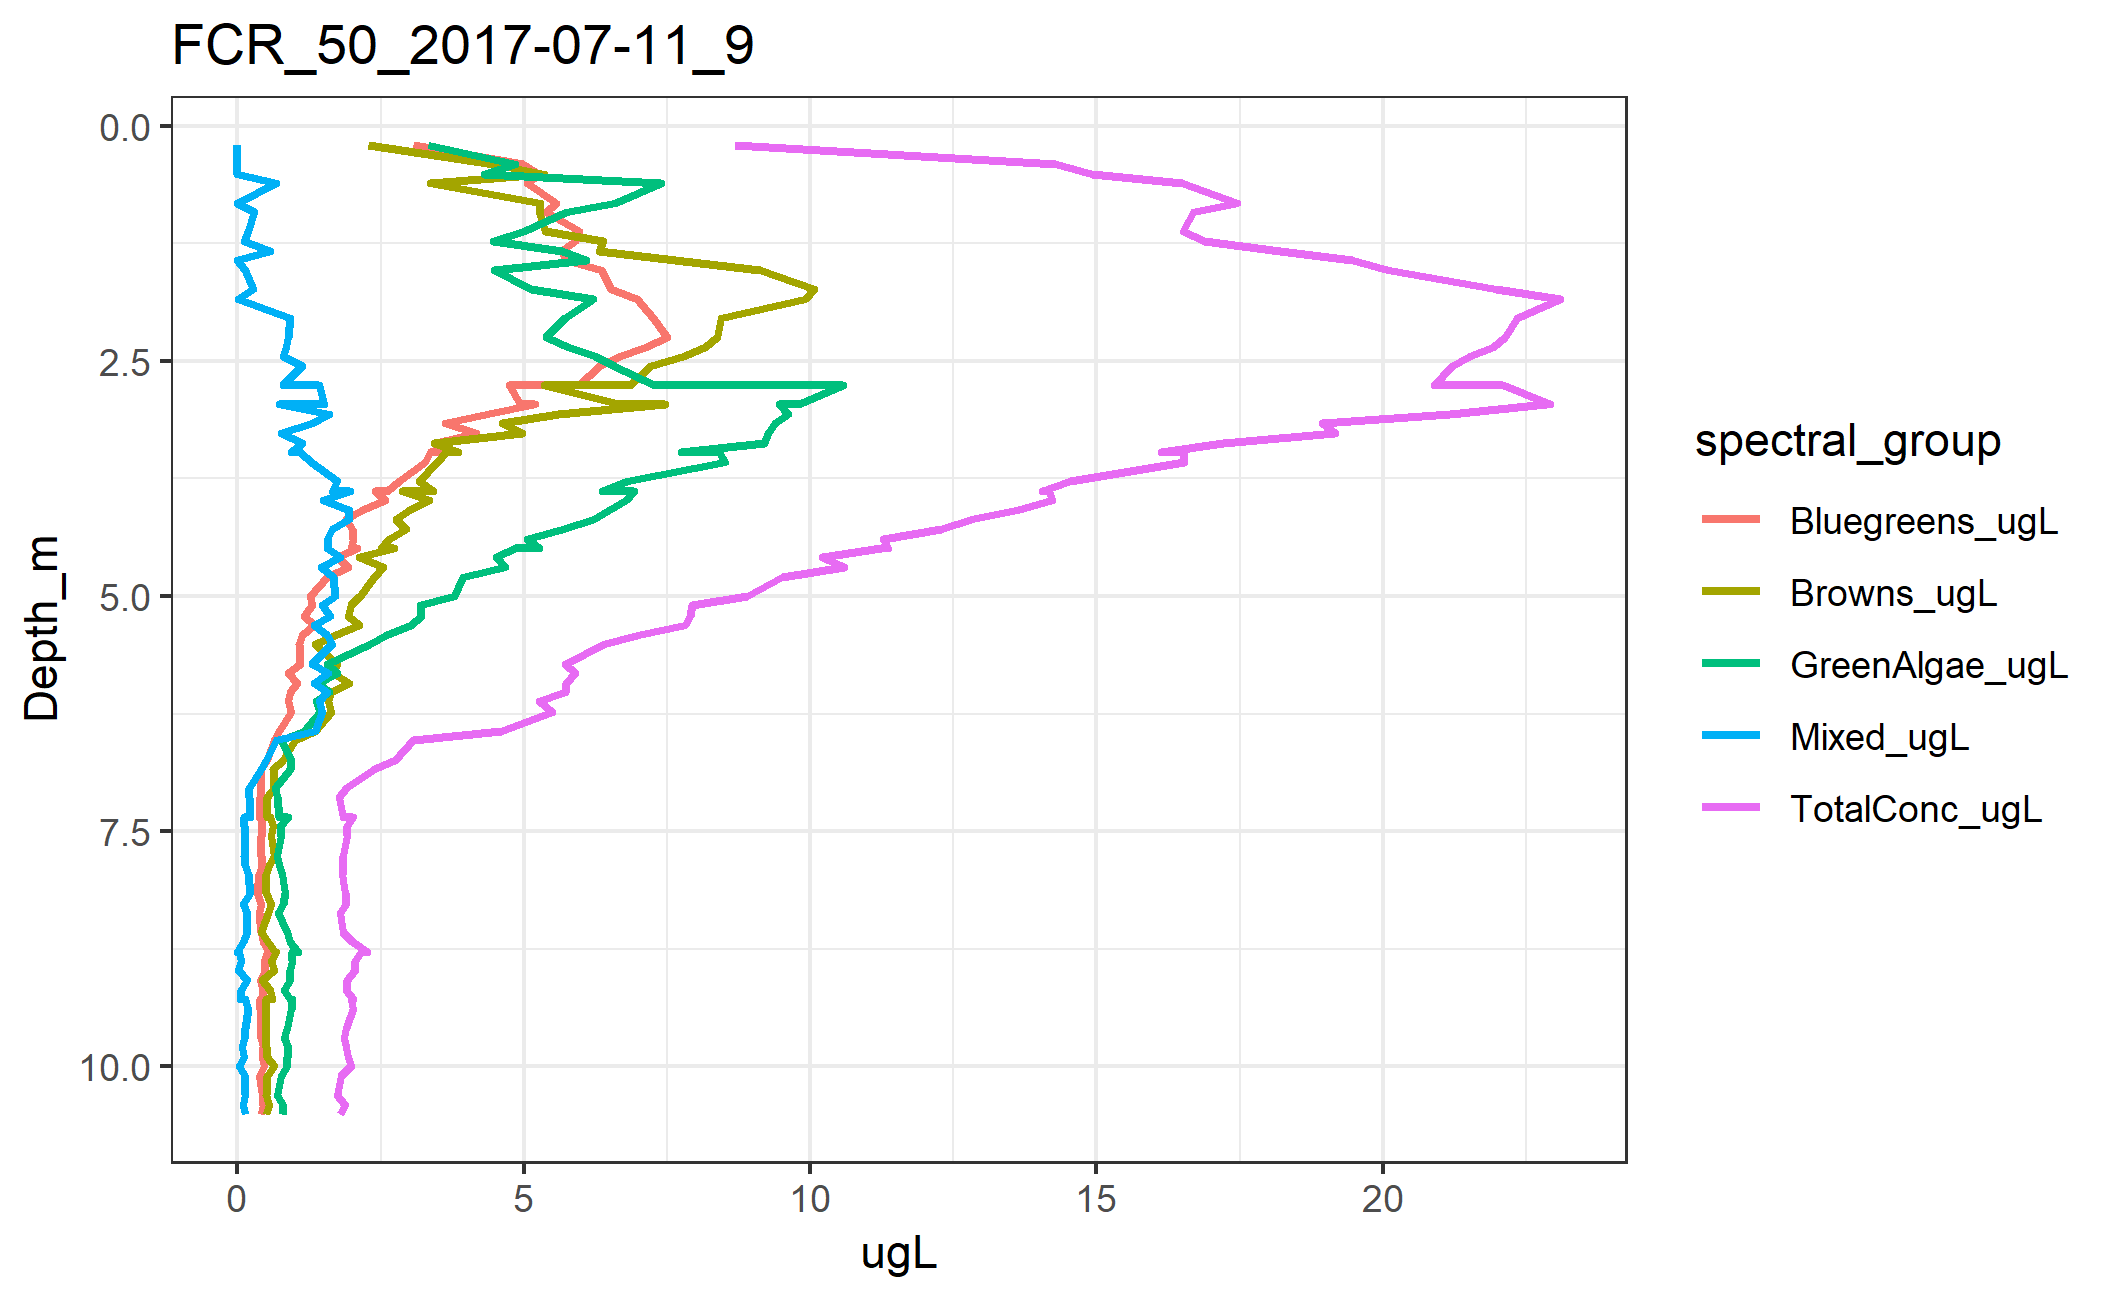 FCR_50_2017-07-11_9
0.0
2.5
5.0
7.5
10.0
Depth_m
0 5 10 15 20
ugL
spectral_group
Bluegreens_ugL
Browns_ugL
GreenAlgae_ugL
Mixed_ugL
TotalConc_ugL